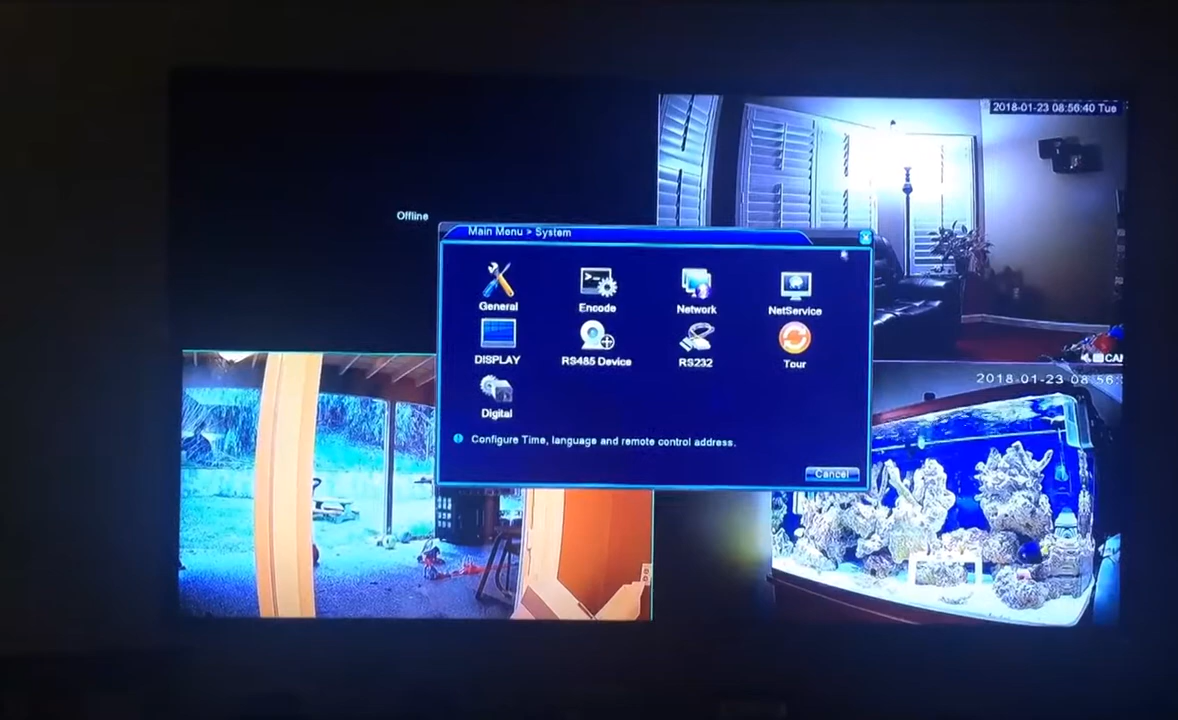 2018-01-23 08:56:40 Tue
Offline
Main Menu > System
General
Encode
Network
NetService
DISPLAY
RS485 Device
RS232
Tour
Digital
CAM
2018-01-23 08:56:
Configure Time, language and remote control address.
Cancel